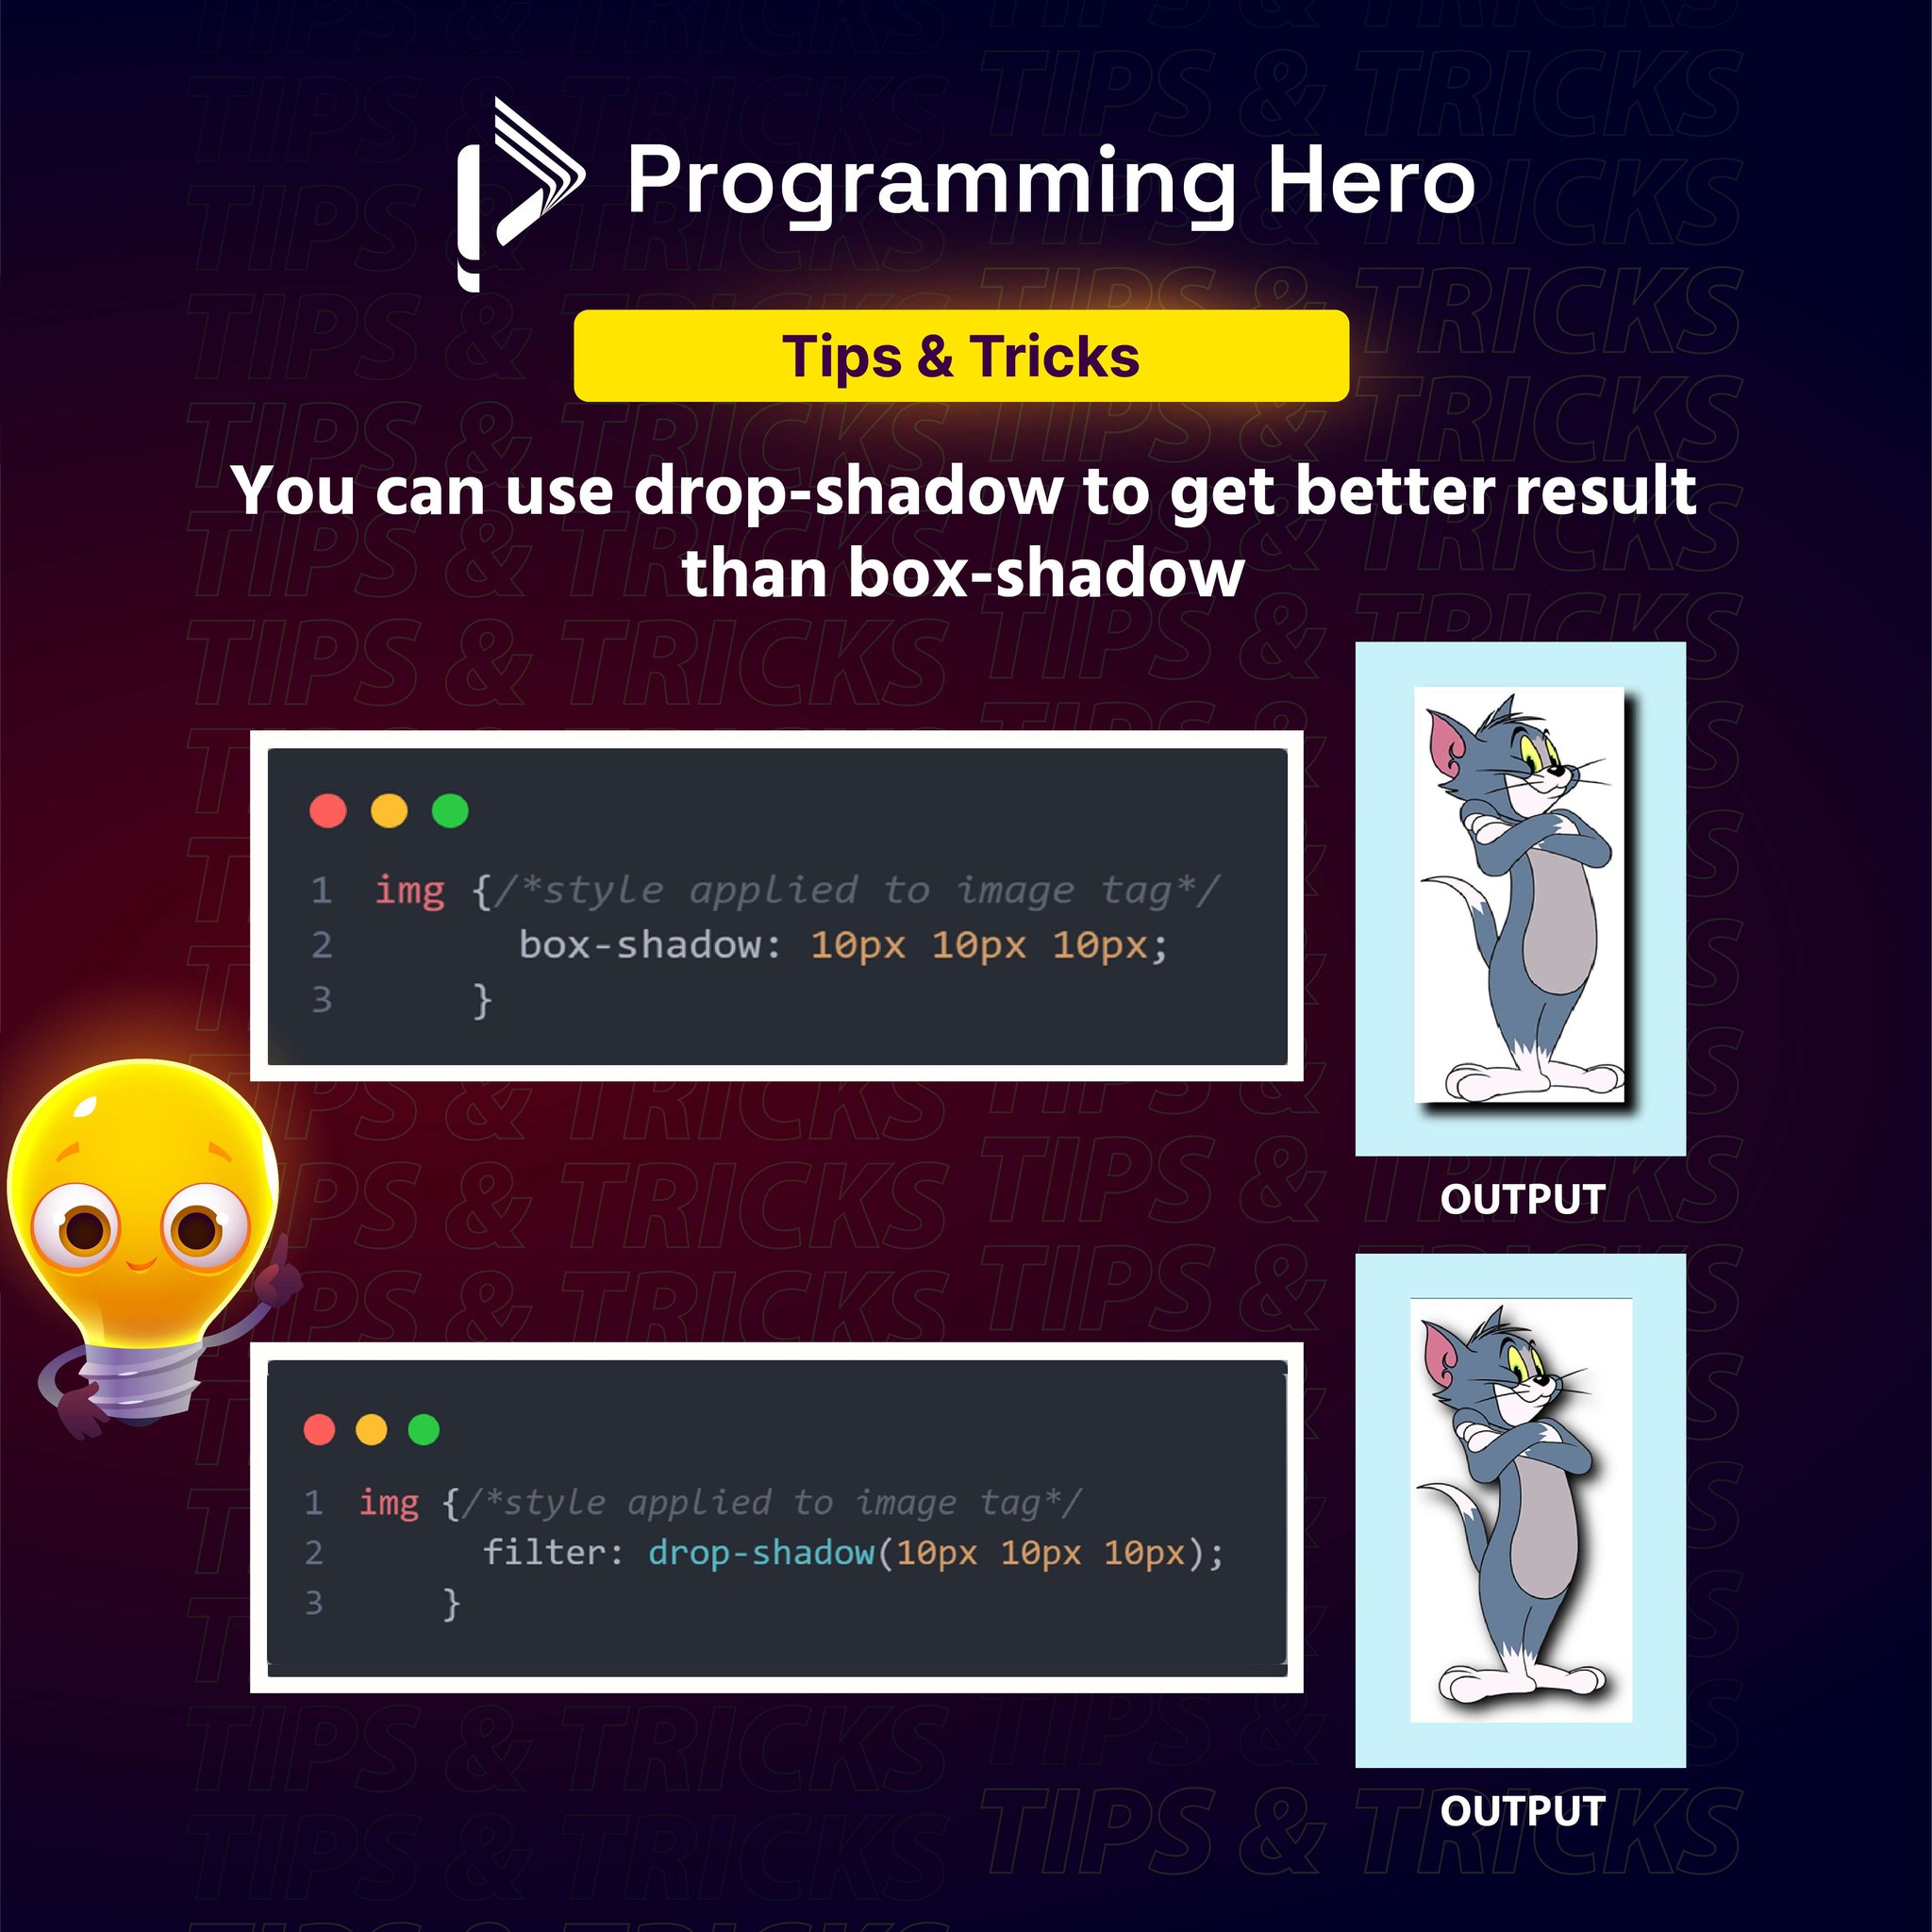 Programming Hero
Tips & Tricks
You can use drop-shadow to get better result
than box-shadow
1 img {/*style applied to image tag*/
2 box-shadow: 10px 10px 10px;
3 }
OUTPUT
1 img {/*style applied to image tag*/
2 filter: drop-shadow(10px 10px 10px);
3 }
OUTPUT
TIPS & TRICKS